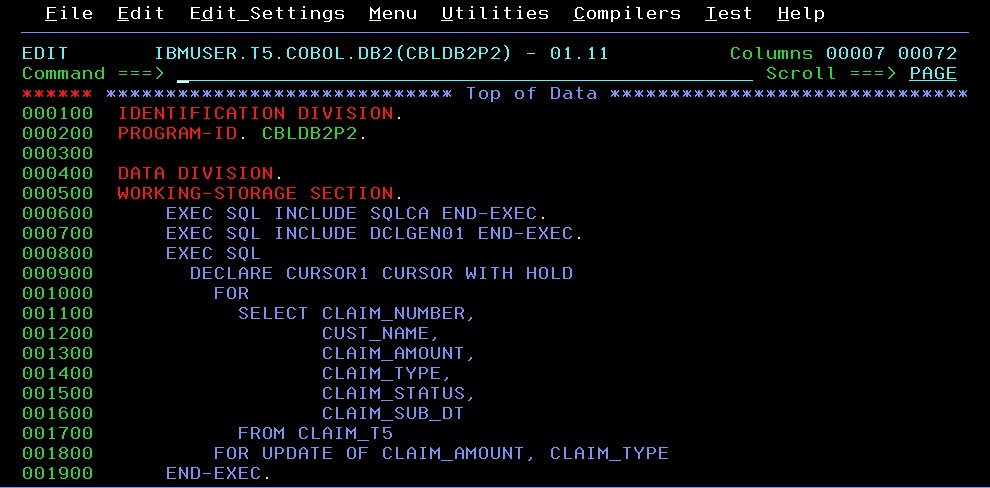 File  Edit  Edit_Settings  Menu  Utilities  Compilers  Test  Help
EDIT       IBMUSER.T5.COBOL.DB2(CBLDB2P2) - 01.11          Columns 00007 00072
Command ===> _                                                Scroll ===> PAGE
****** ***************************** Top of Data ******************************
000100  IDENTIFICATION DIVISION.
000200  PROGRAM-ID. CBLDB2P2.
000300
000400  DATA DIVISION.
000500  WORKING-STORAGE SECTION.
000600      EXEC SQL INCLUDE SQLCA END-EXEC.
000700      EXEC SQL INCLUDE DCLGEN01 END-EXEC.
000800      EXEC SQL
000900        DECLARE CURSOR1 CURSOR WITH HOLD
001000          FOR
001100            SELECT CLAIM_NUMBER,
001200                   CUST_NAME,
001300                   CLAIM_AMOUNT,
001400                   CLAIM_TYPE,
001500                   CLAIM_STATUS,
001600                   CLAIM_SUB_DT
001700            FROM CLAIM_T5
001800          FOR UPDATE OF CLAIM_AMOUNT, CLAIM_TYPE
001900      END-EXEC.